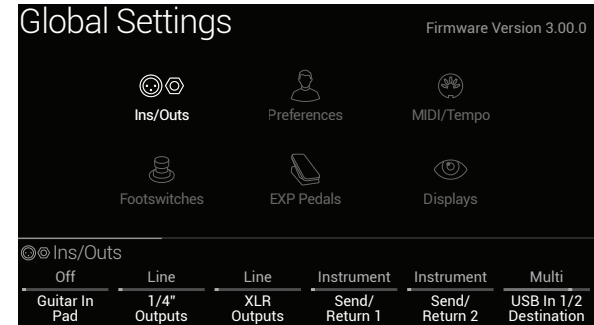 Global Settings
Firmware Version 3.00.0
Ins/Outs
Preferences
MIDI/Tempo
Footswitches
EXP Pedals
Displays
Ins/Outs
Off
Line
Line
Instrument
Instrument
Multi
Guitar In
Pad
1/4"
Outputs
XLR
Outputs
Send/
Return 1
Send/
Return 2
USB In 1/2
Destination